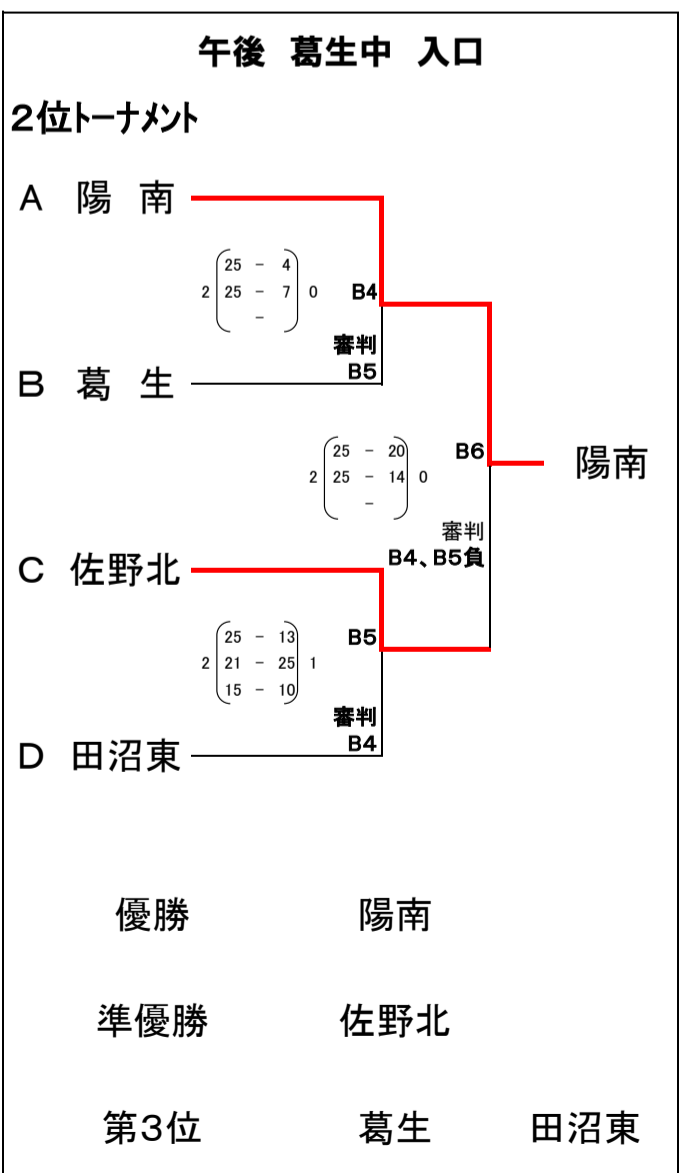 午後 葛生中 入口
２位トーナメント
A 陽 南
25 - 4
2 25 - 7 0 B4
-
審判
B5
B 葛 生
25 - 20 B6
2 25 - 14 0
-
陽南
審判
B4、B5負
C 佐野北
25 - 13 B5
2 21 - 25 1
15 - 10
審判
B4
D 田沼東
優勝 陽南
準優勝 佐野北
第３位 葛生 田沼東